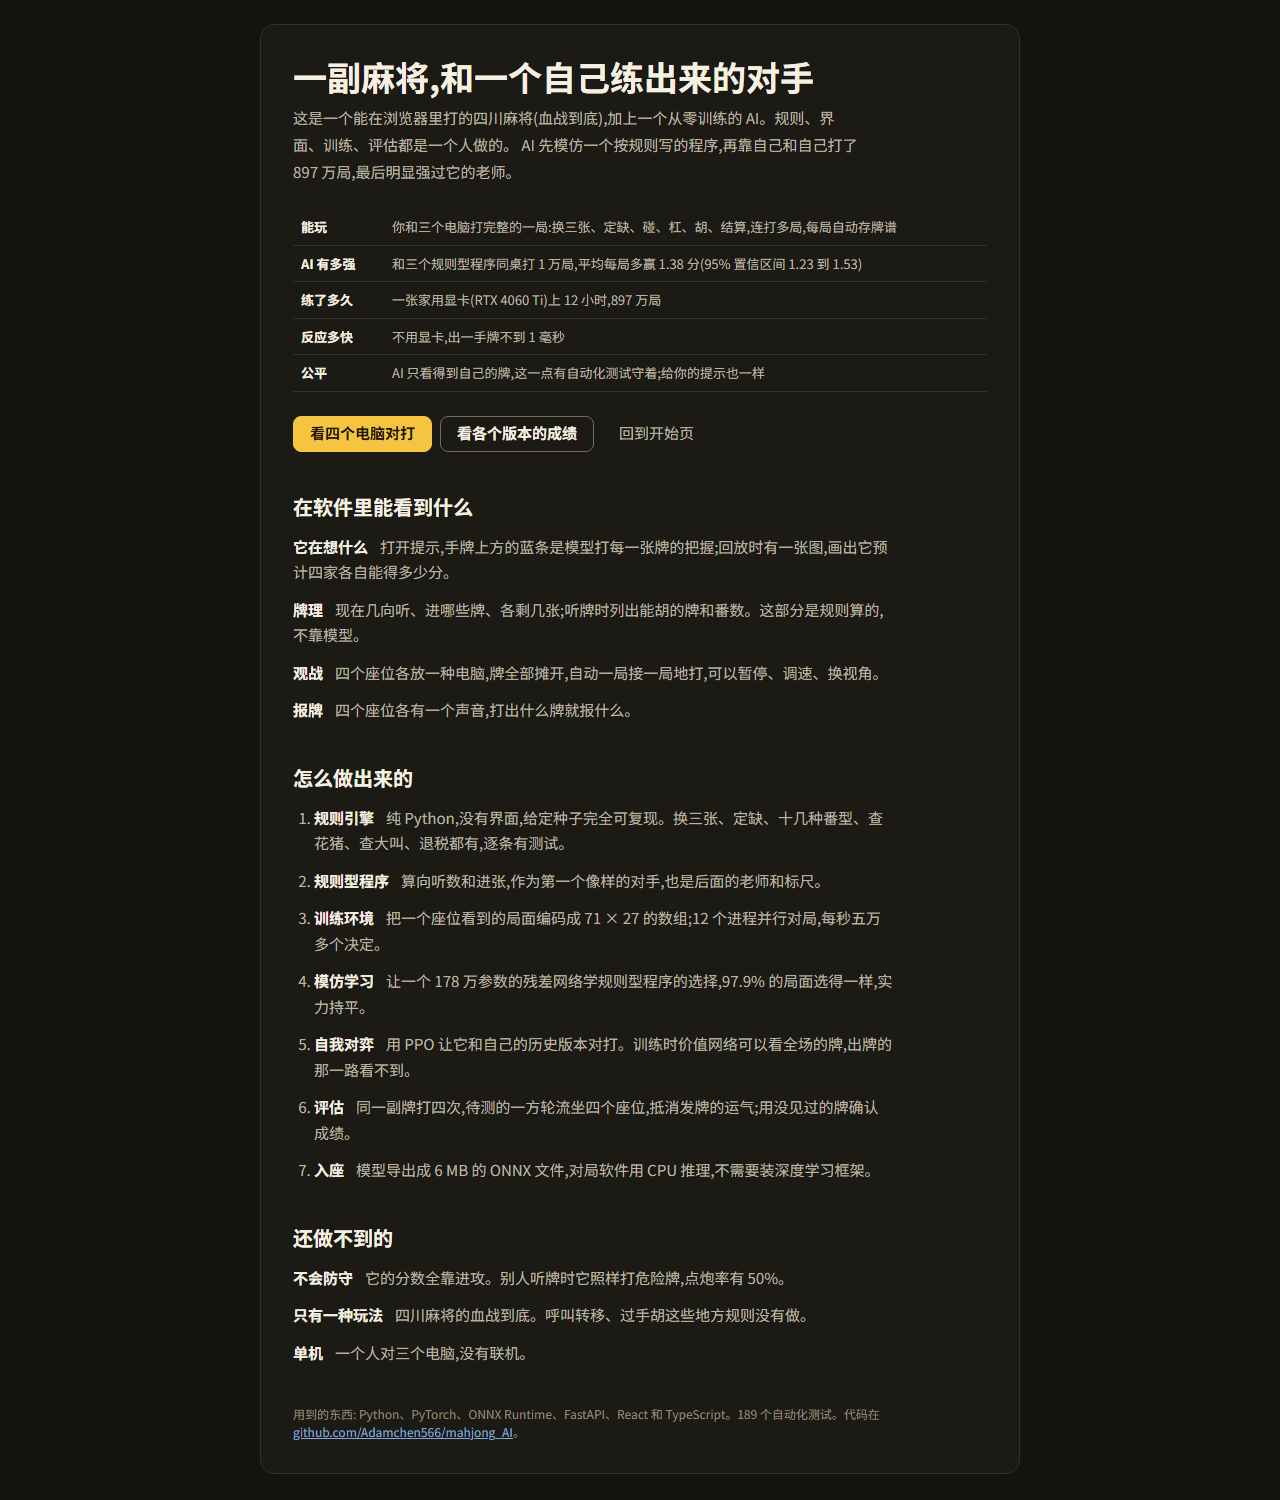 一副麻将,和一个自己练出来的对手
这是一个能在浏览器里打的四川麻将(血战到底),加上一个从零训练的 AI。规则、界
面、训练、评估都是一个人做的。 AI 先模仿一个按规则写的程序,再靠自己和自己打了
897 万局,最后明显强过它的老师。
能玩 你和三个电脑打完整的一局:换三张、定缺、碰、杠、胡、结算,连打多局,每局自动存牌谱
AI 有多强 和三个规则型程序同桌打 1 万局,平均每局多赢 1.38 分(95% 置信区间 1.23 到 1.53)
练了多久 一张家用显卡(RTX 4060 Ti)上 12 小时,897 万局
反应多快 不用显卡,出一手牌不到 1 毫秒
公平 AI 只看得到自己的牌,这一点有自动化测试守着;给你的提示也一样
看四个电脑对打 看各个版本的成绩 回到开始页
在软件里能看到什么
它在想什么 打开提示,手牌上方的蓝条是模型打每一张牌的把握;回放时有一张图,画出它预
计四家各自能得多少分。
牌理 现在几向听、进哪些牌、各剩几张;听牌时列出能胡的牌和番数。这部分是规则算的,
不靠模型。
观战 四个座位各放一种电脑,牌全部摊开,自动一局接一局地打,可以暂停、调速、换视角。
报牌 四个座位各有一个声音,打出什么牌就报什么。
怎么做出来的
1. 规则引擎 纯 Python,没有界面,给定种子完全可复现。换三张、定缺、十几种番型、查
花猪、查大叫、退税都有,逐条有测试。
2. 规则型程序 算向听数和进张,作为第一个像样的对手,也是后面的老师和标尺。
3. 训练环境 把一个座位看到的局面编码成 71 × 27 的数组;12 个进程并行对局,每秒五万
多个决定。
4. 模仿学习 让一个 178 万参数的残差网络学规则型程序的选择,97.9% 的局面选得一样,实
力持平。
5. 自我对弈 用 PPO 让它和自己的历史版本对打。训练时价值网络可以看全场的牌,出牌的
那一路看不到。
6. 评估 同一副牌打四次,待测的一方轮流坐四个座位,抵消发牌的运气;用没见过的牌确认
成绩。
7. 入座 模型导出成 6 MB 的 ONNX 文件,对局软件用 CPU 推理,不需要装深度学习框架。
还做不到的
不会防守 它的分数全靠进攻。别人听牌时它照样打危险牌,点炮率有 50%。
只有一种玩法 四川麻将的血战到底。呼叫转移、过手胡这些地方规则没有做。
单机 一个人对三个电脑,没有联机。
用到的东西: Python、PyTorch、ONNX Runtime、FastAPI、React 和 TypeScript。189 个自动化测试。代码在
github.com/Adamchen566/mahjong_AI。